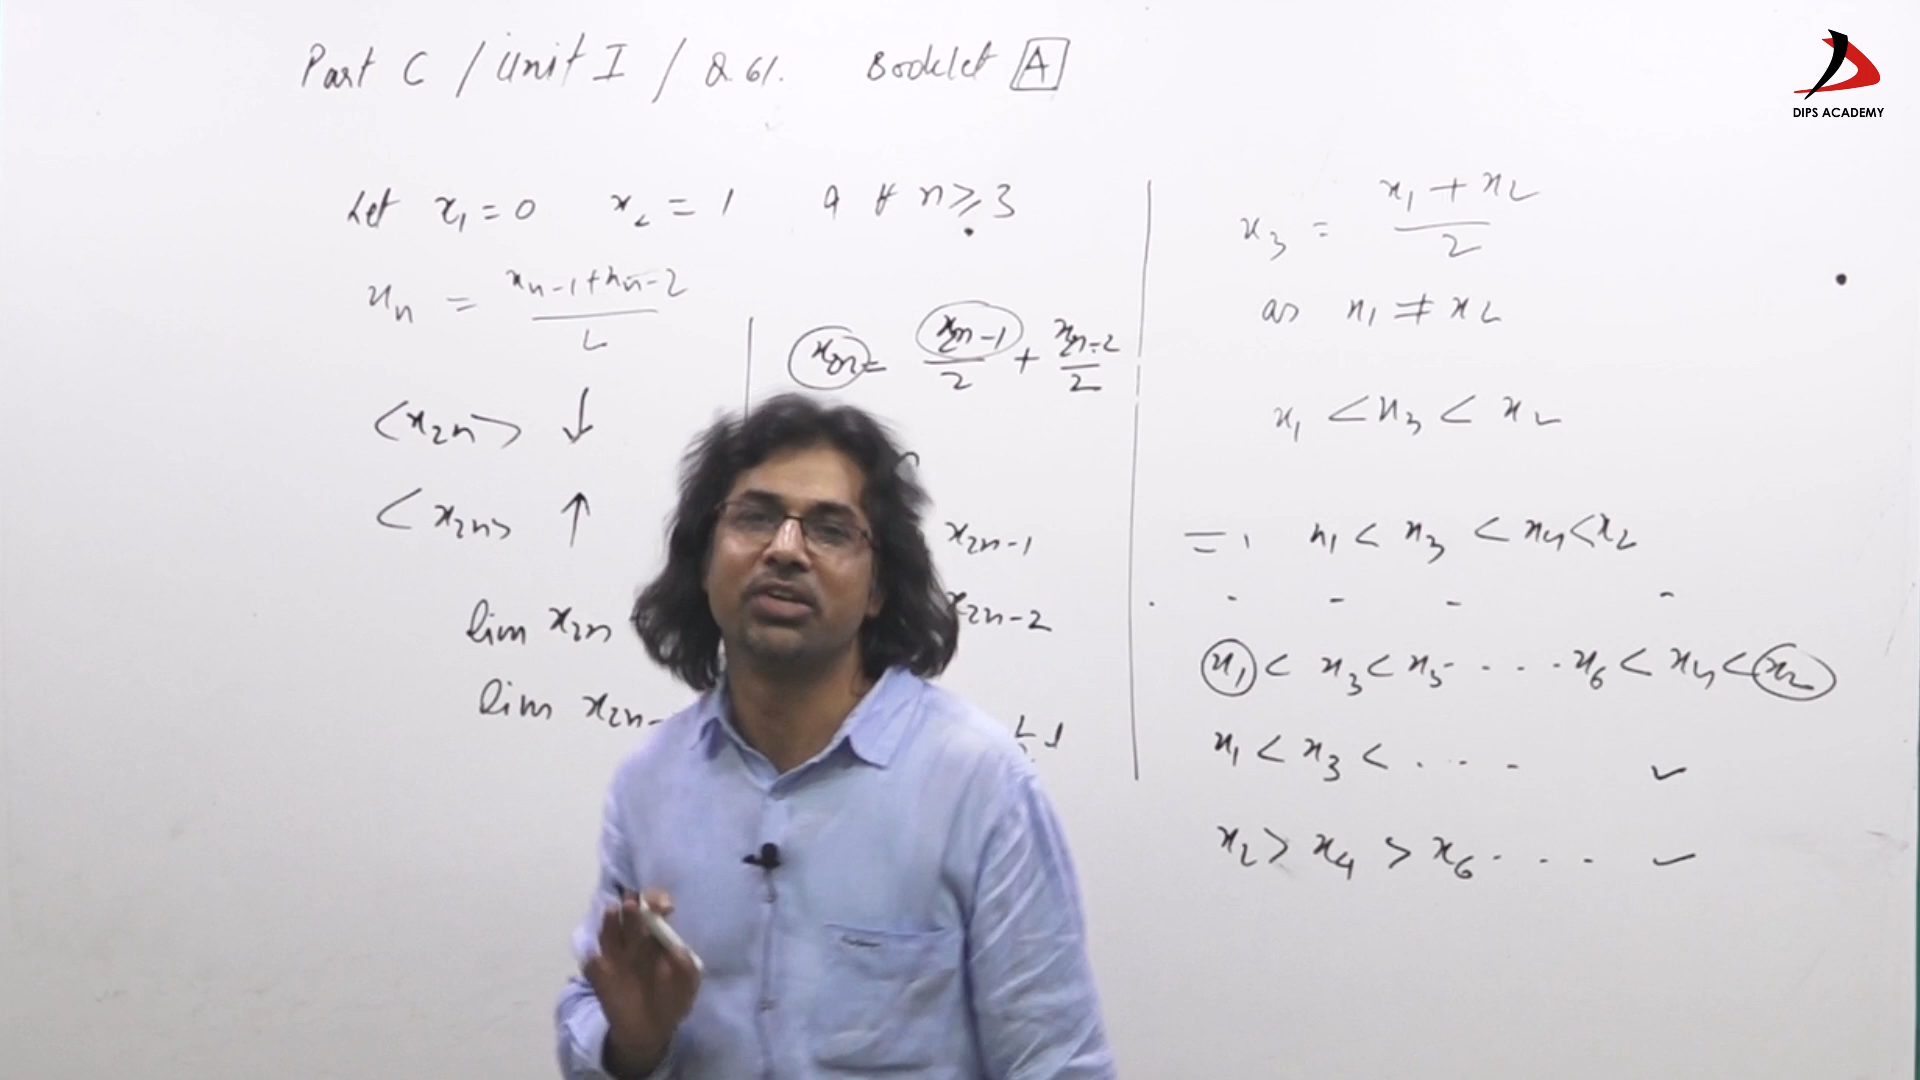 Part C / Unit I / Q.61. Booklet A
DIPS ACADEMY
Let x₁ = 0 x₂ = 1 & ∀ n ≥ 3
xₙ = (xₙ₋₁ + xₙ₋₂) / 2
<x₂ₙ> ↓
<x₂ₙ> ↑
lim x₂ₙ
lim x₂ₙ₋
x₂ₙ = x₂ₙ₋₁/2 + x₂ₙ₋₂/2
x₂ₙ₋₁
x₂ₙ₋₂
x₃ = (x₁ + x₂) / 2
as x₁ ≠ x₂
x₁ < x₃ < x₂
⇒ x₁ < x₃ < x₄ < x₂
x₁ < x₃ < x₅ . . . . x₆ < x₄ < x₂
x₁ < x₃ < . . . ✓
x₂ > x₄ > x₆ . . . ✓